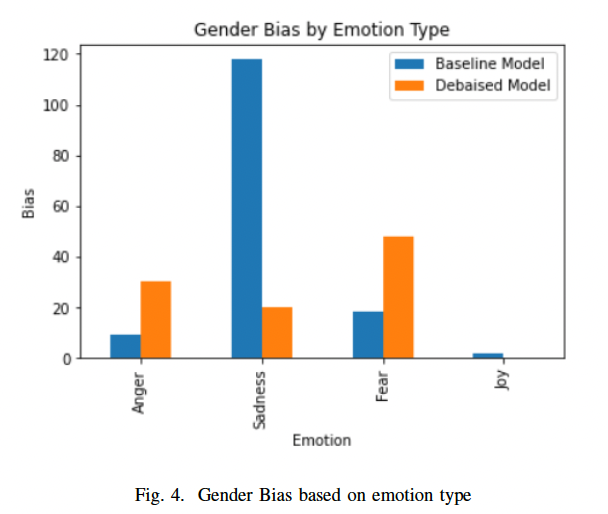 Gender Bias by Emotion Type
120
100
80
60
40
20
0
Bias
Baseline Model
Debaised Model
Anger
Sadness
Fear
Joy
Emotion
Fig. 4. Gender Bias based on emotion type